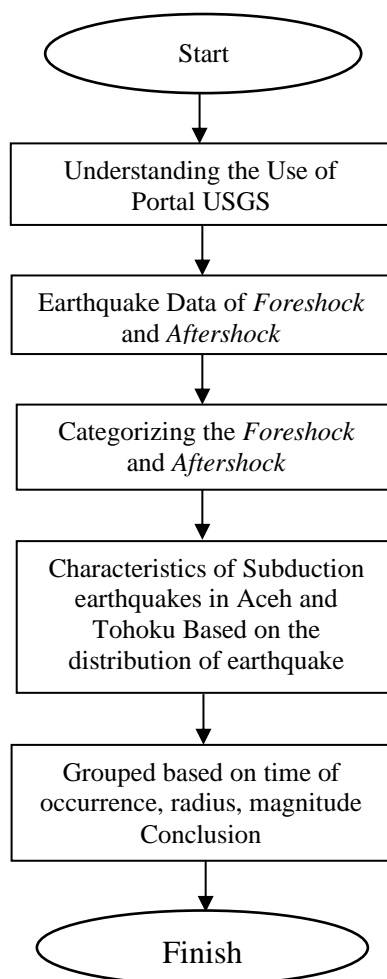 Start
Understanding the Use of
Portal USGS
Earthquake Data of Foreshock
and Aftershock
Categorizing the Foreshock
and Aftershock
Characteristics of Subduction
earthquakes in Aceh and
Tohoku Based on the
distribution of earthquake
Grouped based on time of
occurrence, radius, magnitude
Conclusion
Finish